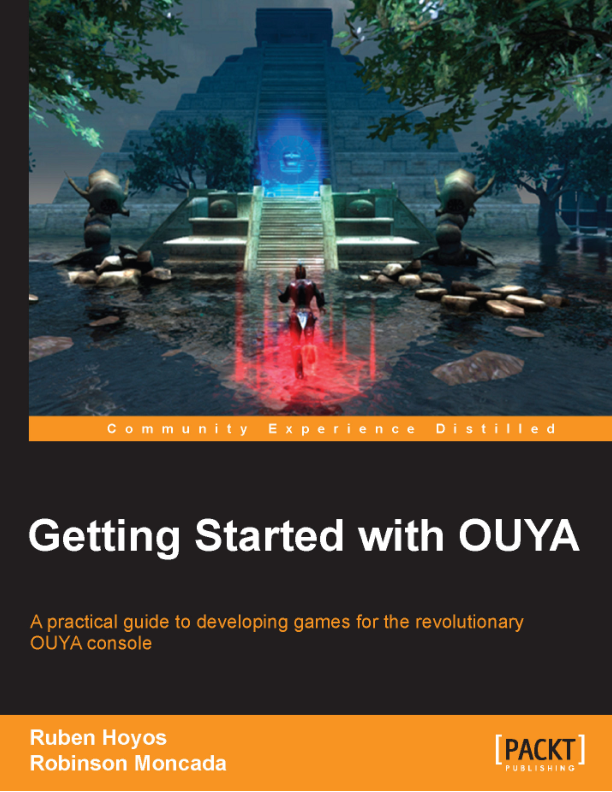 Community Experience Distilled
Getting Started with OUYA
A practical guide to developing games for the revolutionary
OUYA console
Ruben Hoyos
Robinson Moncada
[PACKT]
PUBLISHING